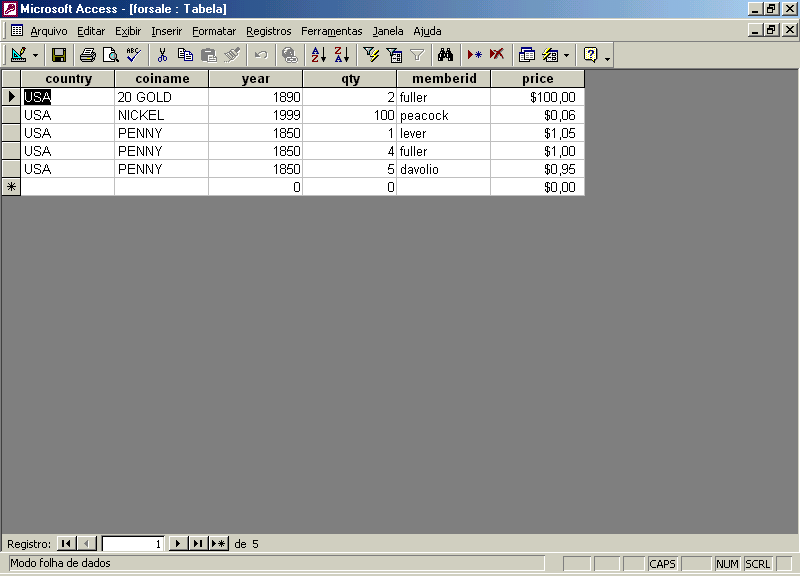 Microsoft Access - [forsale : Tabela]
Arquivo Editar Exibir Inserir Formatar Registros Ferramentas Janela Ajuda
country coiname year qty memberid price
USA 20 GOLD 1890 2 fuller $100,00
USA NICKEL 1999 100 peacock $0,06
USA PENNY 1850 1 lever $1,05
USA PENNY 1850 4 fuller $1,00
USA PENNY 1850 5 davolio $0,95
0 0 $0,00
Registro: 1 de 5
Modo folha de dados CAPS NUM SCRL